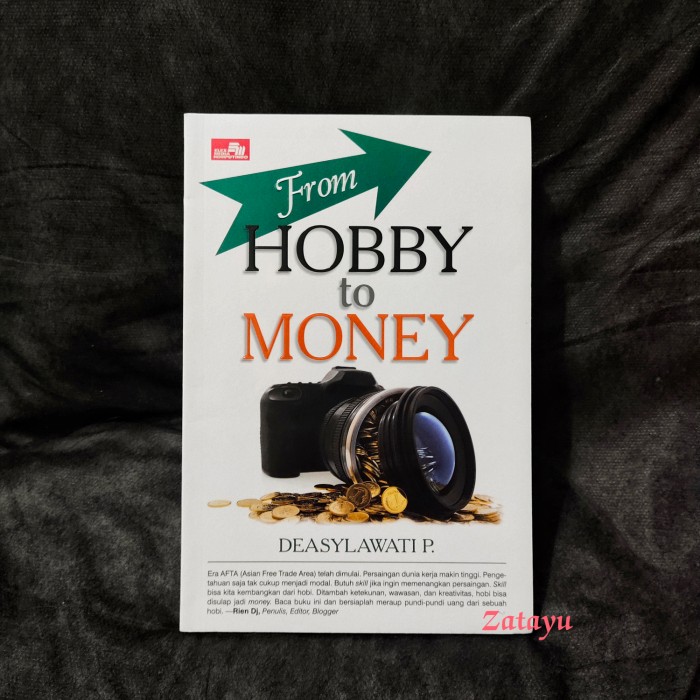 ELEX
MEDIA
KOMPUTINDO
From
HOBBY
to
MONEY
DEASYLAWATI P.
Era AFTA (Asian Free Trade Area) telah dimulai. Persaingan dunia kerja makin tinggi. Penge-
tahuan saja tak cukup menjadi modal. Butuh skill jika ingin memenangkan persaingan. Skill
bisa kita kembangkan dari hobi. Ditambah ketekunan, wawasan, dan kreativitas, hobi bisa
disulap jadi money. Baca buku ini dan bersiaplah meraup pundi-pundi uang dari sebuah
hobi. —Rien Dj, Penulis, Editor, Blogger
Zatayu